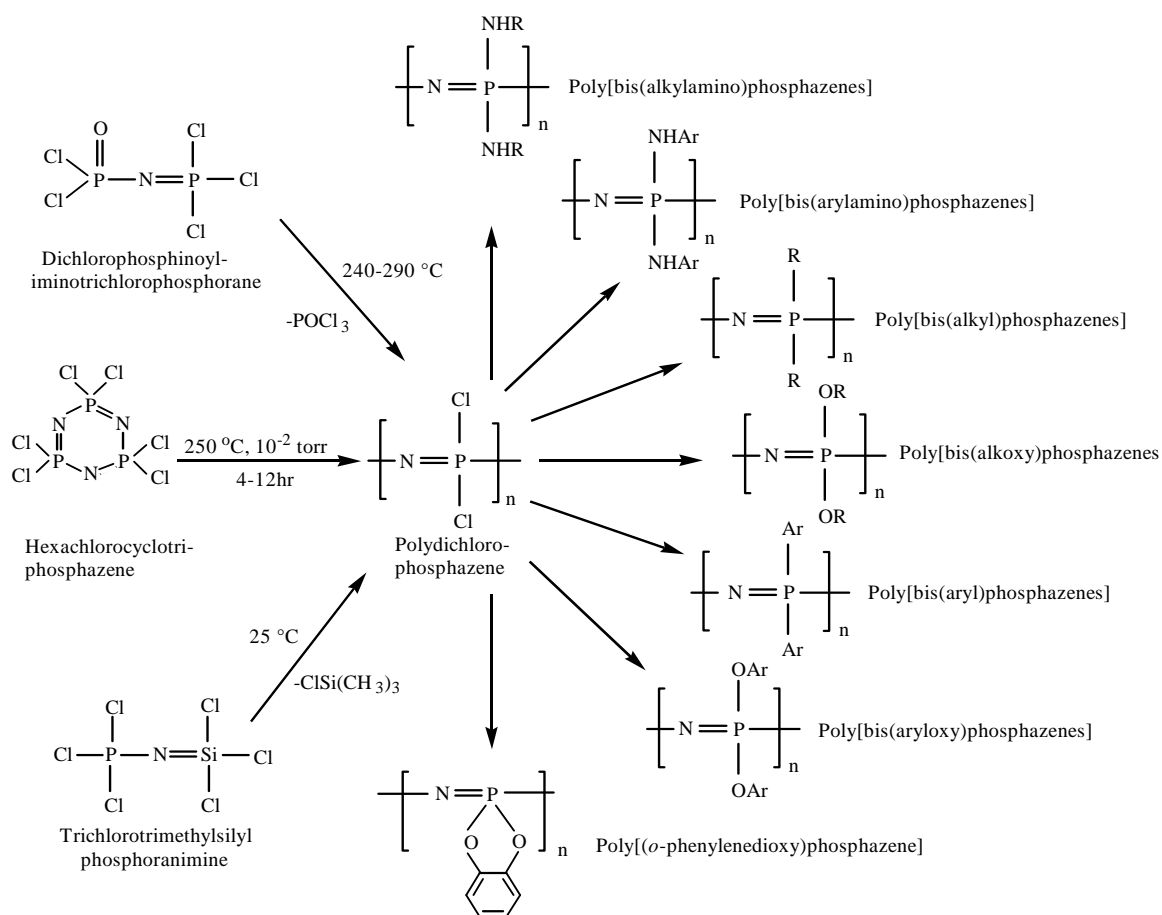 NHR
N
P
n
NHR
Poly[bis(alkylamino)phosphazenes]
NHAr
N
P
n
NHAr
Poly[bis(arylamino)phosphazenes]
O
Cl
Cl
P
N
P
Cl
Cl
Cl
Dichlorophosphinoyl-
iminotrichlorophosphorane
240-290 °C
-POCl3
R
N
P
n
R
Poly[bis(alkyl)phosphazenes]
Cl
Cl
P
N
N
Cl
Cl
P
N
P
Cl
Cl
Hexachlorocyclotri-
phosphazene
250 °C, 10-2 torr
4-12hr
Cl
N
P
n
Cl
Polydichloro-
phosphazene
OR
N
P
n
OR
Poly[bis(alkoxy)phosphazenes
Ar
N
P
n
Ar
Poly[bis(aryl)phosphazenes]
25 °C
-ClSi(CH3)3
Cl
Cl
P
N
Si
Cl
Cl
Cl
Cl
Trichlorotrimethylsilyl
phosphoranimine
OAr
N
P
n
OAr
Poly[bis(aryloxy)phosphazenes]
N
P
O
O
n
Poly[(o-phenylenedioxy)phosphazene]